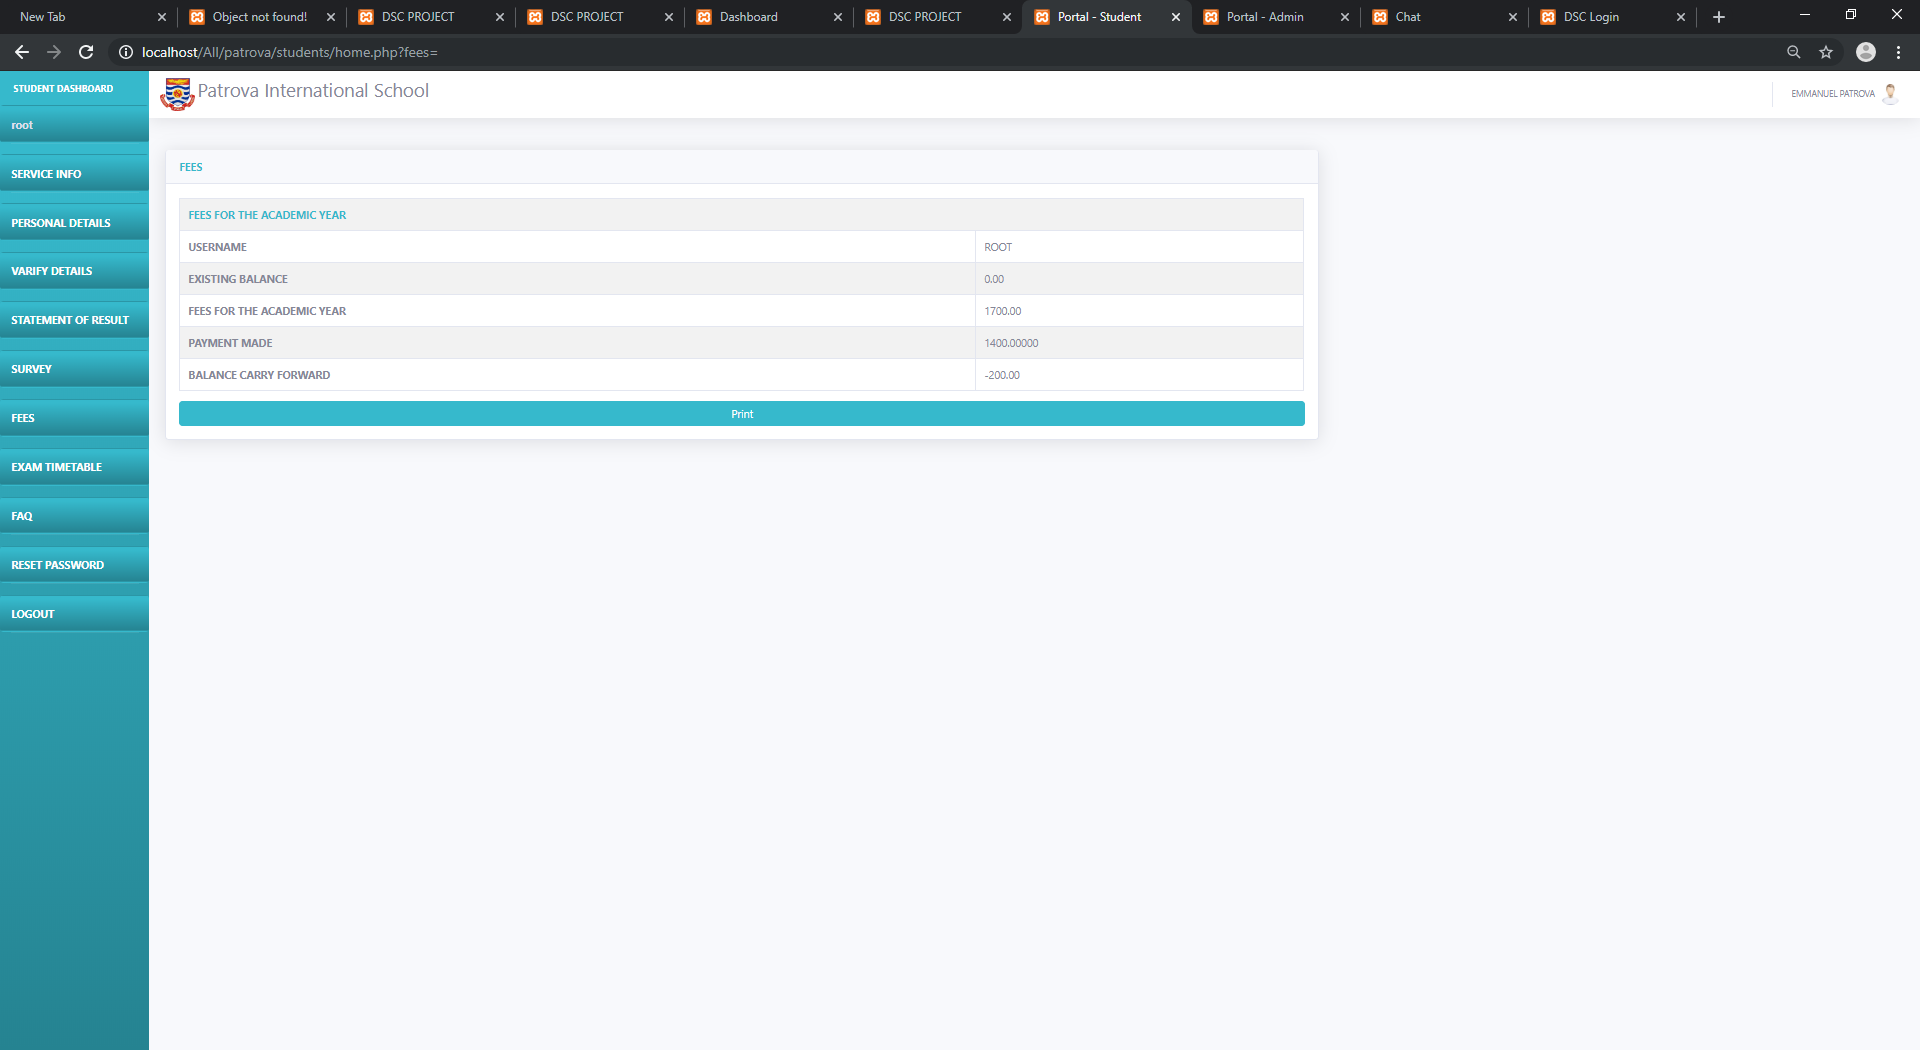 New Tab
Object not found!
DSC PROJECT
DSC PROJECT
Dashboard
DSC PROJECT
Portal - Student
Portal - Admin
Chat
DSC Login
localhost/All/patrova/students/home.php?fees=
STUDENT DASHBOARD
root
SERVICE INFO
PERSONAL DETAILS
VARIFY DETAILS
STATEMENT OF RESULT
SURVEY
FEES
EXAM TIMETABLE
FAQ
RESET PASSWORD
LOGOUT
Patrova International School
EMMANUEL PATROVA
FEES
FEES FOR THE ACADEMIC YEAR
USERNAME ROOT
EXISTING BALANCE 0.00
FEES FOR THE ACADEMIC YEAR 1700.00
PAYMENT MADE 1400.00000
BALANCE CARRY FORWARD -200.00
Print